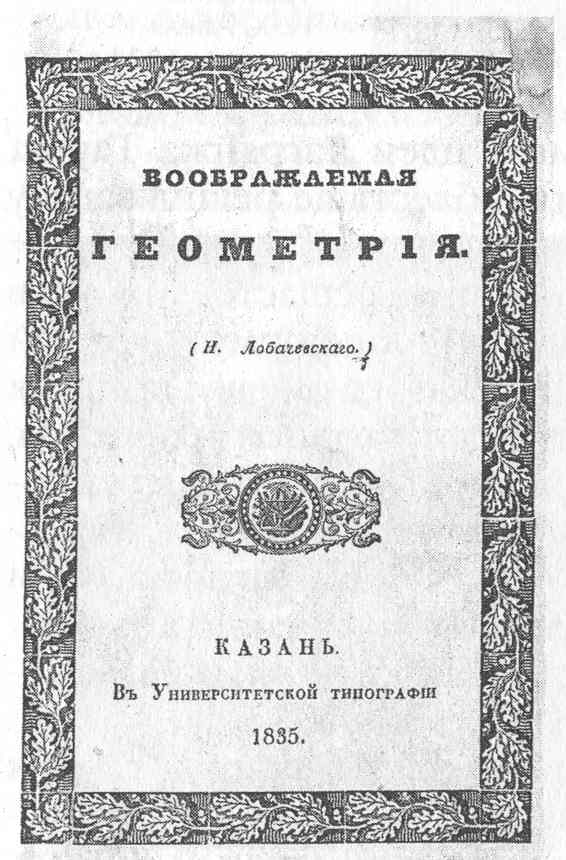 ВООБРАЖАЕМАЯ
ГЕОМЕТРІЯ.
( Н. Лобачевскаго. )
КАЗАНЬ.
Въ Университетской типографіи
1835.